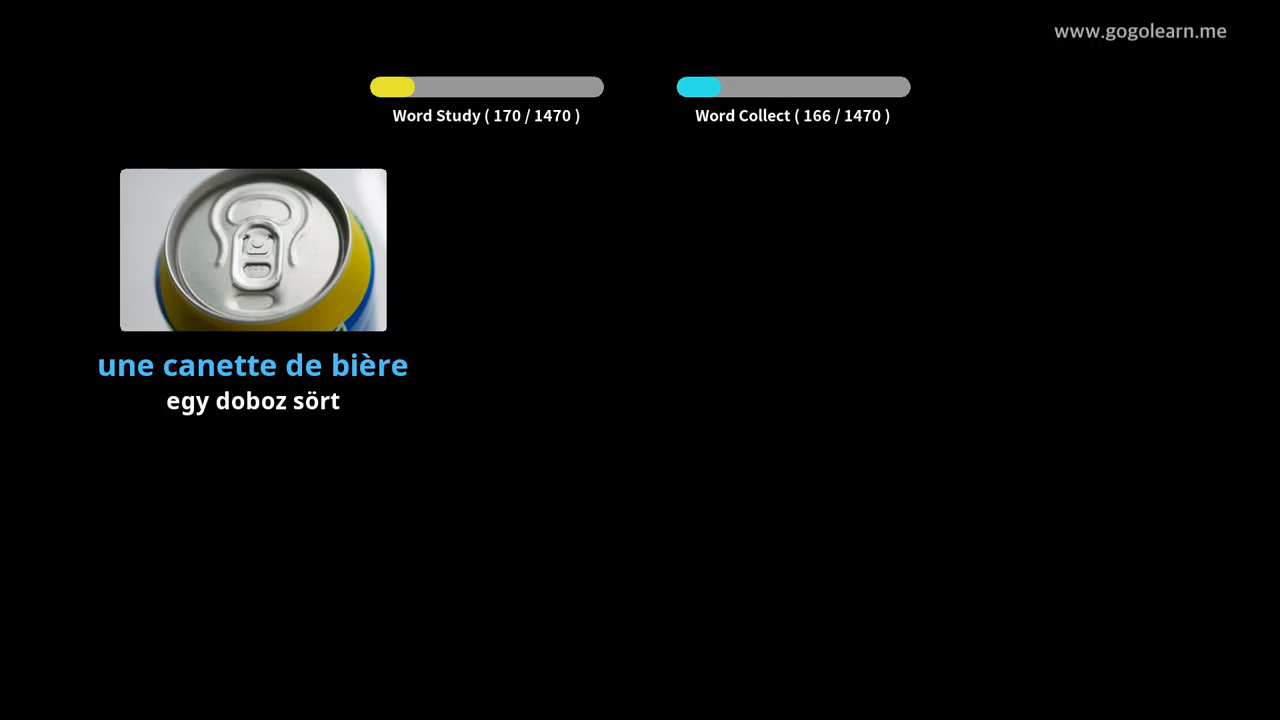 www.gogolearn.me
Word Study ( 170 / 1470 )
Word Collect ( 166 / 1470 )
une canette de bière
egy doboz sört